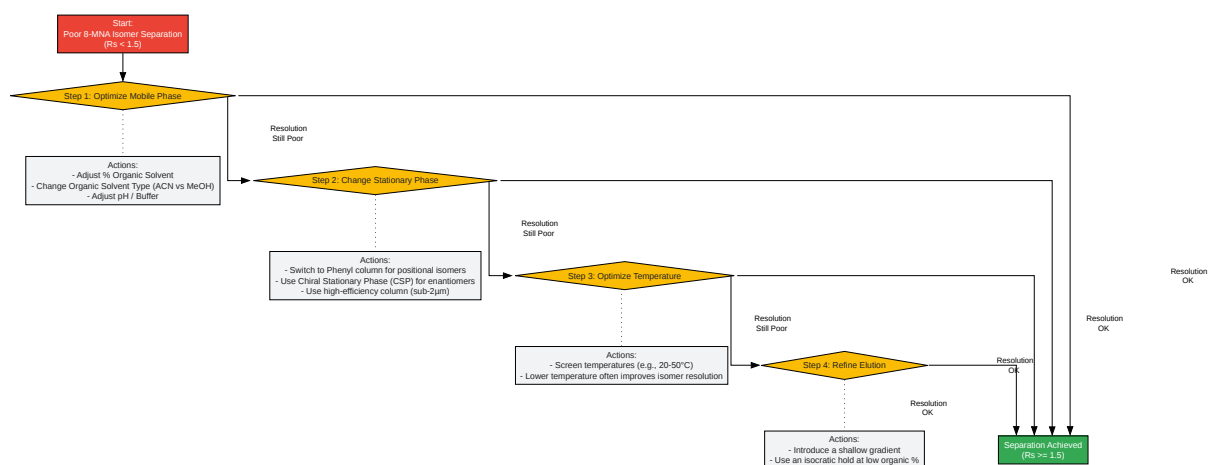 Start:
Poor 8-MNA Isomer Separation
(Rs < 1.5)
Step 1: Optimize Mobile Phase
Resolution
Still Poor
Actions:
- Adjust % Organic Solvent
- Change Organic Solvent Type (ACN vs MeOH)
- Adjust pH / Buffer
Step 2: Change Stationary Phase
Resolution
Still Poor
Actions:
- Switch to Phenyl column for positional isomers
- Use Chiral Stationary Phase (CSP) for enantiomers
- Use high-efficiency column (sub-2μm)
Step 3: Optimize Temperature
Resolution
OK
Resolution
Still Poor
Resolution
OK
Actions:
- Screen temperatures (e.g., 20-50°C)
- Lower temperature often improves isomer resolution
Step 4: Refine Elution
Resolution
OK
Resolution
OK
Actions:
- Introduce a shallow gradient
- Use an isocratic hold at low organic %
Separation Achieved
(Rs >= 1.5)